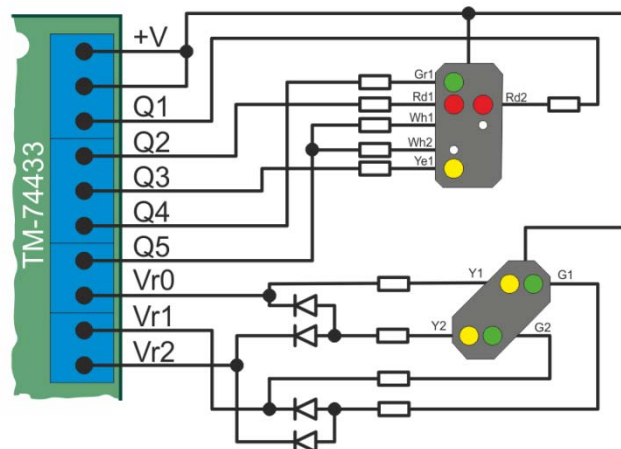 TM-74433
+V
Q1
Q2
Q3
Q4
Q5
Vr0
Vr1
Vr2
Gr1
Rd1
Rd2
Wh1
Wh2
Ye1
Y1
G1
Y2
G2